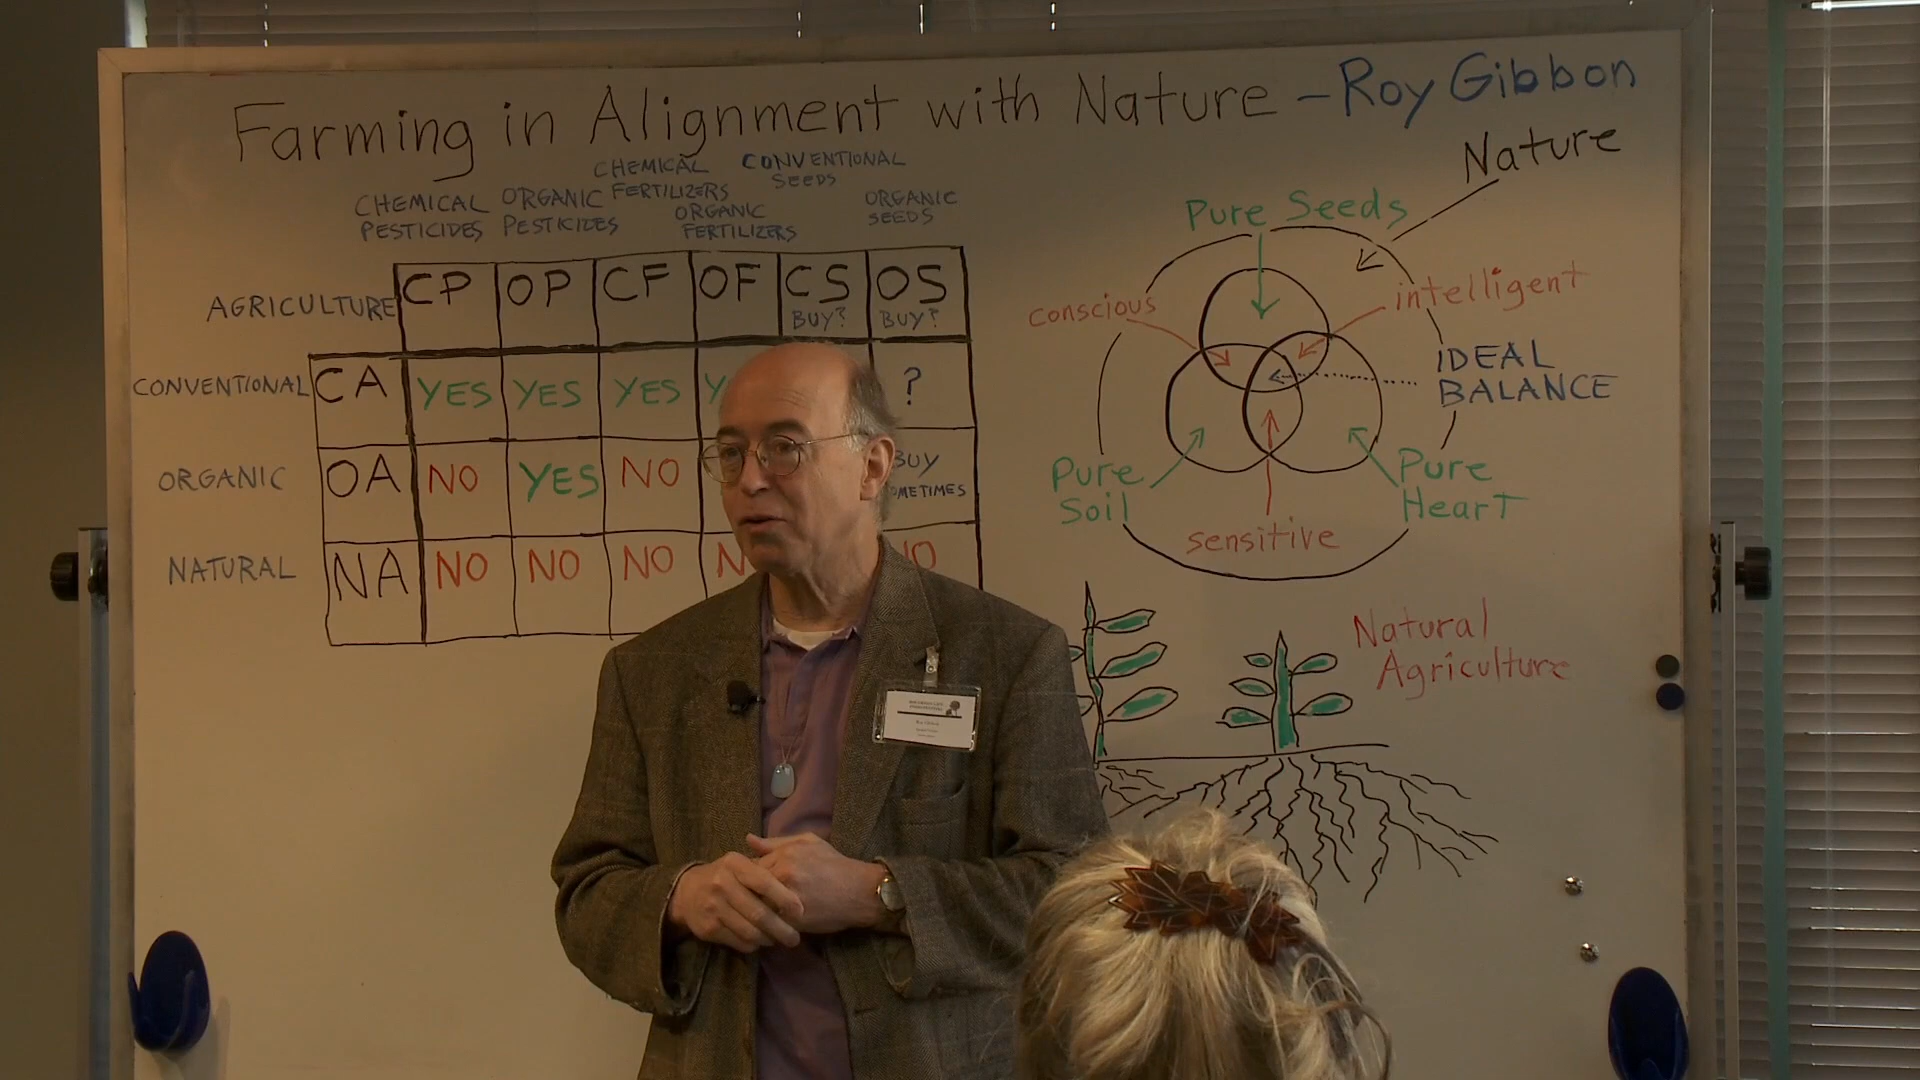 Farming in Alignment with Nature - Roy Gibbon
CHEMICAL PESTICIDES
ORGANIC PESTICIDES
CHEMICAL FERTILIZERS
ORGANIC FERTILIZERS
CONVENTIONAL SEEDS
ORGANIC SEEDS
AGRICULTURE CP OP CF OF CS OS
BUY? BUY?
CONVENTIONAL CA YES YES YES Y ?
ORGANIC OA NO YES NO BUY
OMETIMES
NATURAL NA NO NO NO N NO
Nature
Pure Seeds
conscious
intelligent
IDEAL
BALANCE
Pure
Soil
Pure
Heart
sensitive
Natural
Agriculture